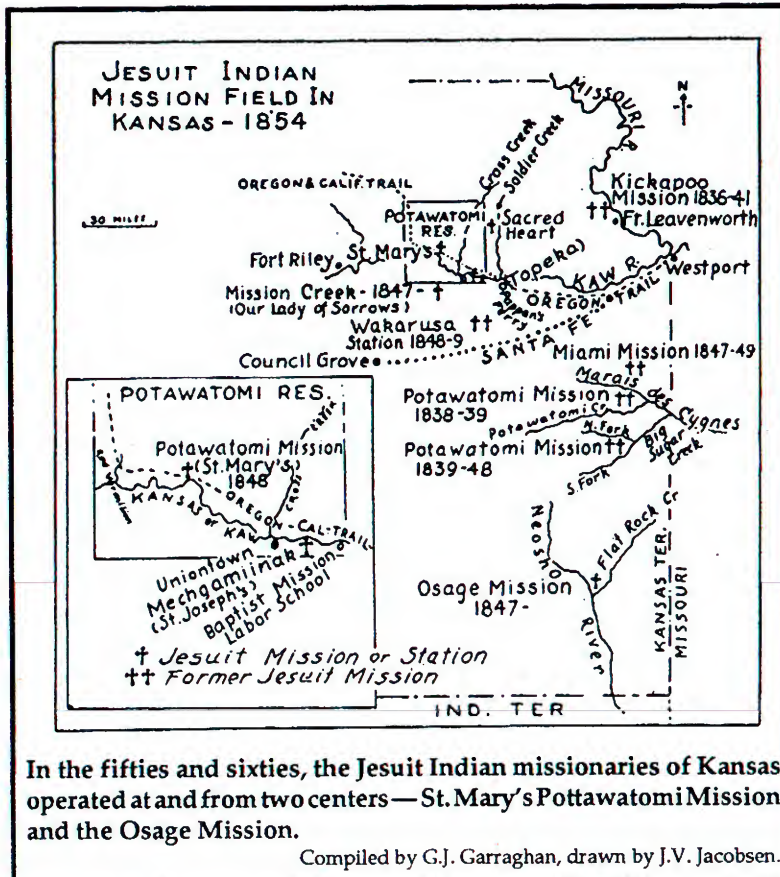 JESUIT INDIAN
MISSION FIELD IN
KANSAS - 1854
MISSOURI R.
N
Cross Creek
Soldier Creek
OREGON & CALIF. TRAIL
Kickapoo
Mission 1836-41
Ft. Leavenworth
30 MILES
POTAWATOMI
RES.
Sacred
Heart
St. Mary's
Fort Riley
(Topeka)
KAW R.
Westport
Mission Creek - 1847-
(Our Lady of Sorrows)
OREGON TRAIL
Wakarusa
Station 1848-9
SANTA FE
Council Grove
Miami Mission 1847-49
Marais des Cygnes
Potawatomi Mission
1838-39
Potawatomi Cr
N. Fork
Potawatomi Mission
1839-48
Big
Sugar
Creek
S. Fork
Neosho
River
Flat Rock Cr
Osage Mission
1847-
KANSAS TER.
MISSOURI
IND. TER
POTAWATOMI RES.
Potawatomi Mission
(St. Mary's)
1848
Cross
Creek
OREGON-CAL-TRAIL
KANSAS or KAW
Uniontown
Mechgamiinak
(St. Joseph's)
Baptist Mission
Labor School
† Jesuit Mission or Station
†† Former Jesuit Mission
In the fifties and sixties, the Jesuit Indian missionaries of Kansas
operated at and from two centers—St. Mary's Pottawatomi Mission
and the Osage Mission.
Compiled by G.J. Garraghan, drawn by J.V. Jacobsen.